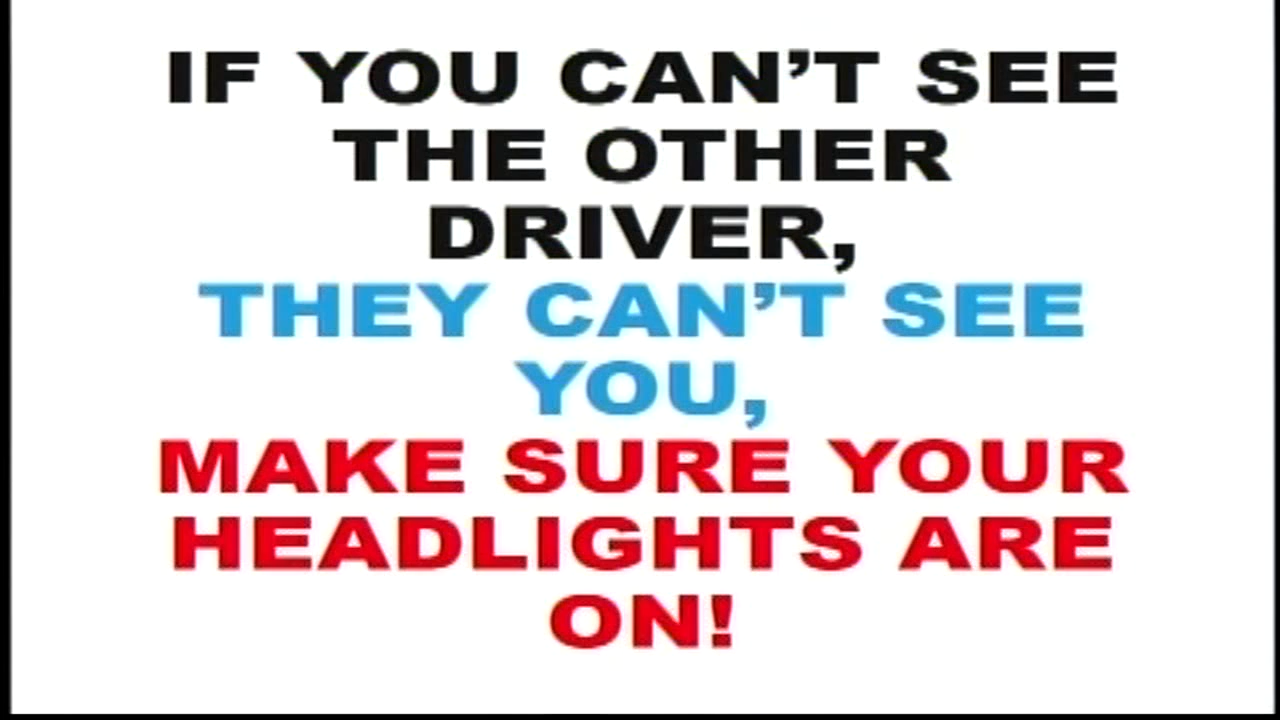 IF YOU CAN’T SEE
THE OTHER
DRIVER,
THEY CAN’T SEE
YOU,
MAKE SURE YOUR
HEADLIGHTS ARE
ON!